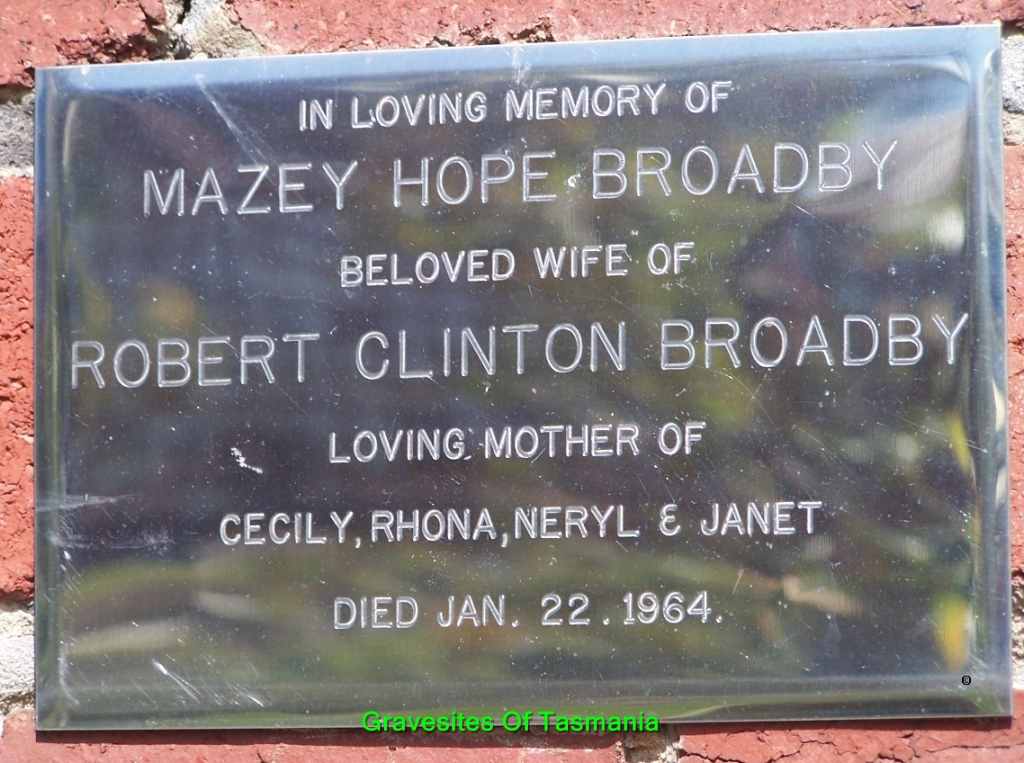 IN LOVING MEMORY OF
MAZEY HOPE BROADBY
BELOVED WIFE OF
ROBERT CLINTON BROADBY
LOVING MOTHER OF
CECILY, RHONA, NERYL & JANET
DIED JAN. 22. 1964.
Gravesites Of Tasmania